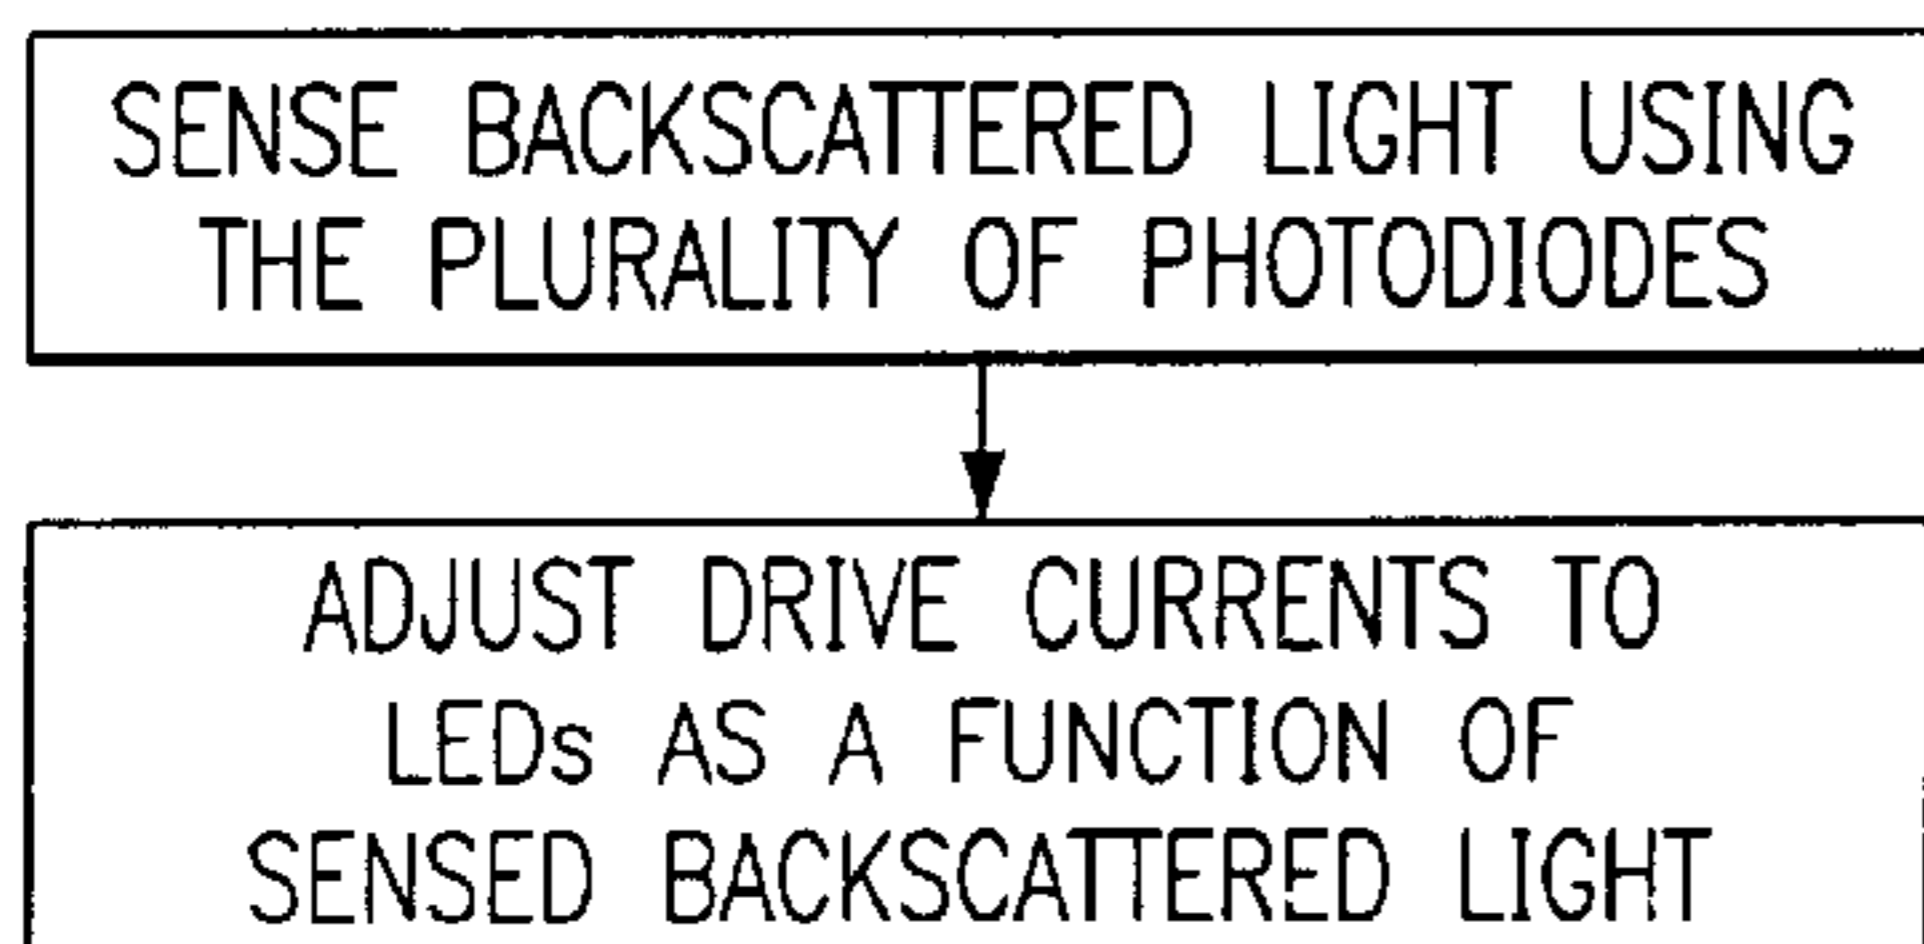 SENSE BACKSCATTERED LIGHT USING
THE PLURALITY OF PHOTODIODES
ADJUST DRIVE CURRENTS TO
LEDs AS A FUNCTION OF
SENSED BACKSCATTERED LIGHT